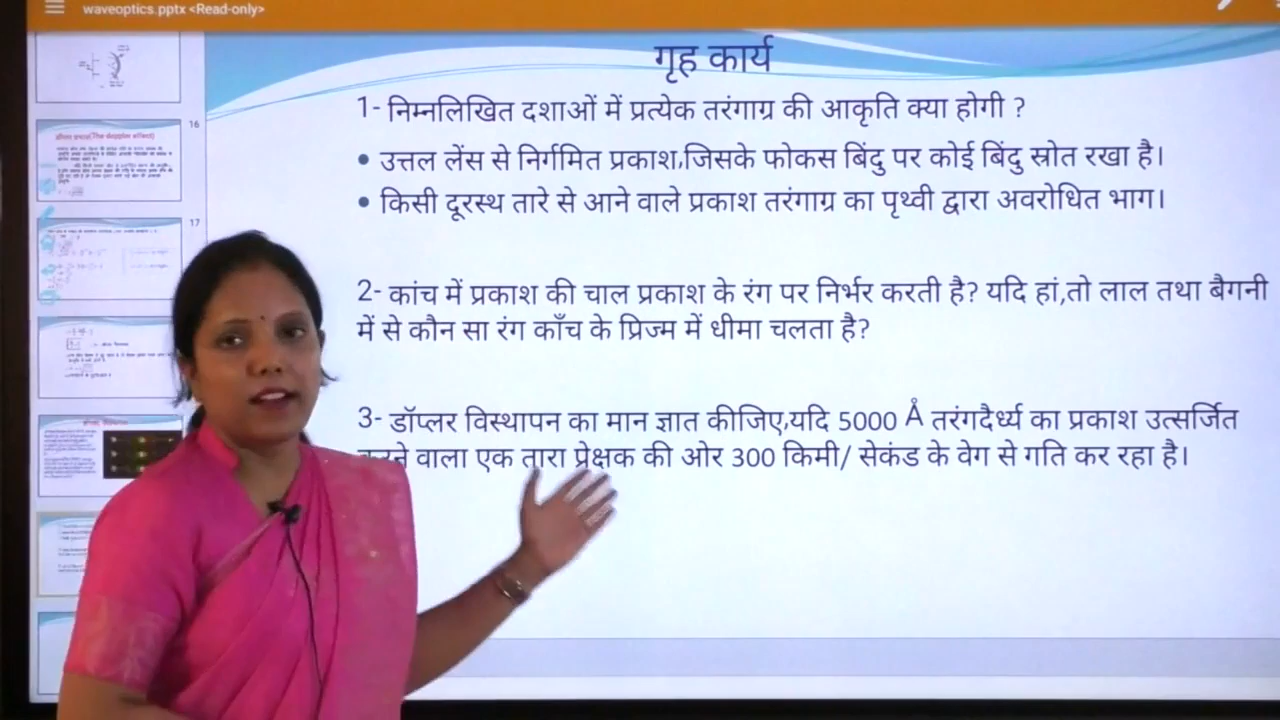 waveoptics.pptx <Read-only>
गृह कार्य
1- निम्नलिखित दशाओं में प्रत्येक तरंगाग्र की आकृति क्या होगी ?
• उत्तल लेंस से निर्गमित प्रकाश,जिसके फोकस बिंदु पर कोई बिंदु स्रोत रखा है।
• किसी दूरस्थ तारे से आने वाले प्रकाश तरंगाग्र का पृथ्वी द्वारा अवरोधित भाग।
2- कांच में प्रकाश की चाल प्रकाश के रंग पर निर्भर करती है? यदि हां,तो लाल तथा बैगनी
में से कौन सा रंग काँच के प्रिज्म में धीमा चलता है?
3- डॉप्लर विस्थापन का मान ज्ञात कीजिए,यदि 5000 Å तरंगदैर्ध्य का प्रकाश उत्सर्जित
करने वाला एक तारा प्रेक्षक की ओर 300 किमी/ सेकंड के वेग से गति कर रहा है।
16
17